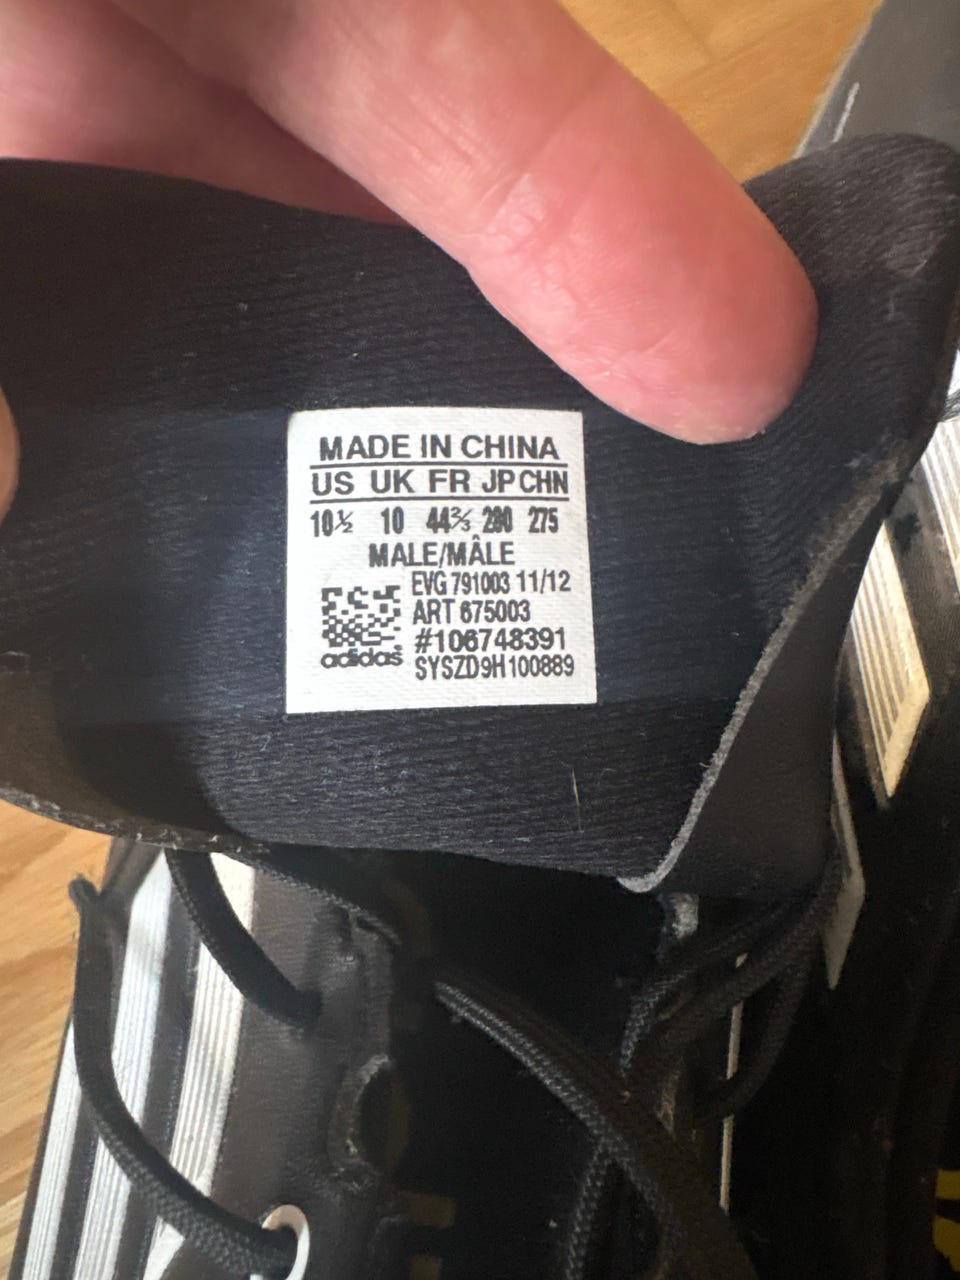 MADE IN CHINA
US UK FR JP CHN
10½ 10 44⅔ 280 275
MALE/MÂLE
EVG 791003 11/12
ART 675003
#106748391
adidas SYSZD9H100889